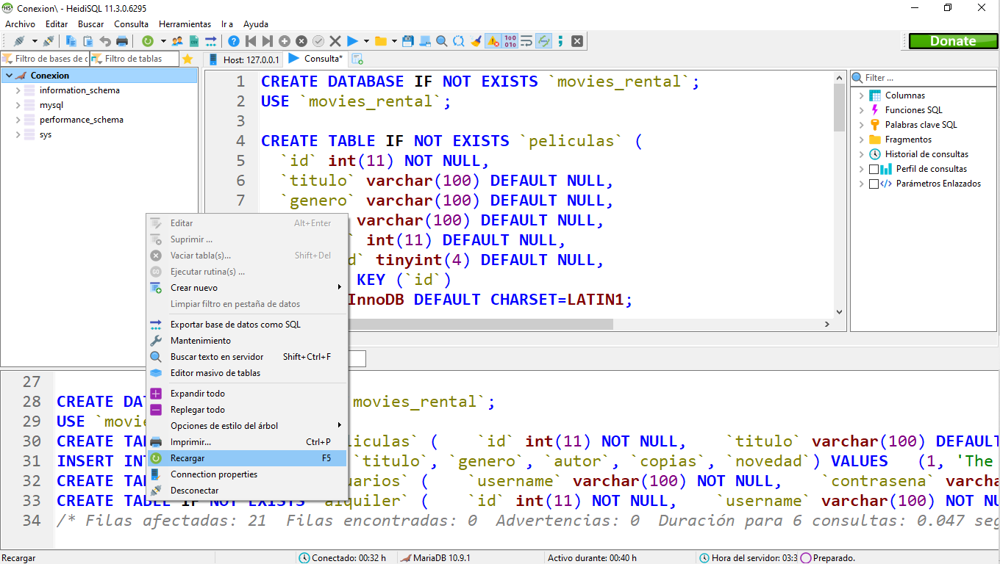 Conexion\ - HeidiSQL 11.3.0.6295
Archivo Editar Buscar Consulta Herramientas Ir a Ayuda
Donate
Filtro de bases de d Filtro de tablas
Host: 127.0.0.1 Consulta*
Conexion
information_schema
mysql
performance_schema
sys
1 CREATE DATABASE IF NOT EXISTS `movies_rental`;
2 USE `movies_rental`;
3
4 CREATE TABLE IF NOT EXISTS `peliculas` (
5 `id` int(11) NOT NULL,
6 `titulo` varchar(100) DEFAULT NULL,
7 `genero` varchar(100) DEFAULT NULL,
varchar(100) DEFAULT NULL,
` int(11) DEFAULT NULL,
d` tinyint(4) DEFAULT NULL,
KEY (`id`)
InnoDB DEFAULT CHARSET=LATIN1;
Filter ...
Columnas
Funciones SQL
Palabras clave SQL
Fragmentos
Historial de consultas
Perfil de consultas
Parámetros Enlazados
Editar Alt+Enter
Suprimir ...
Vaciar tabla(s)... Shift+Del
Ejecutar rutina(s) ...
Crear nuevo
Limpiar filtro en pestaña de datos
Exportar base de datos como SQL
Mantenimiento
Buscar texto en servidor Shift+Ctrl+F
Editor masivo de tablas
Expandir todo
Replegar todo
Opciones de estilo del árbol
Imprimir... Ctrl+P
Recargar F5
Connection properties
Desconectar
27
28 CREATE DA movies_rental`;
29 USE `movi
30 CREATE TAB liculas` ( `id` int(11) NOT NULL, `titulo` varchar(100) DEFAULT
31 INSERT INT `titulo`, `genero`, `autor`, `copias`, `novedad`) VALUES (1, 'The
32 CREATE TAB uarios` ( `username` varchar(100) NOT NULL, `contrasena` varcha
33 CREATE TABLE IF NOT EXISTS `alquiler` ( `id` int(11) NOT NULL, `username` varchar(100) NOT NU
34 /* Filas afectadas: 21 Filas encontradas: 0 Advertencias: 0 Duración para 6 consultas: 0.047 seg
Recargar Conectado: 00:32 h MariaDB 10.9.1 Activo durante: 00:40 h Hora del servidor: 03:3 Preparado.